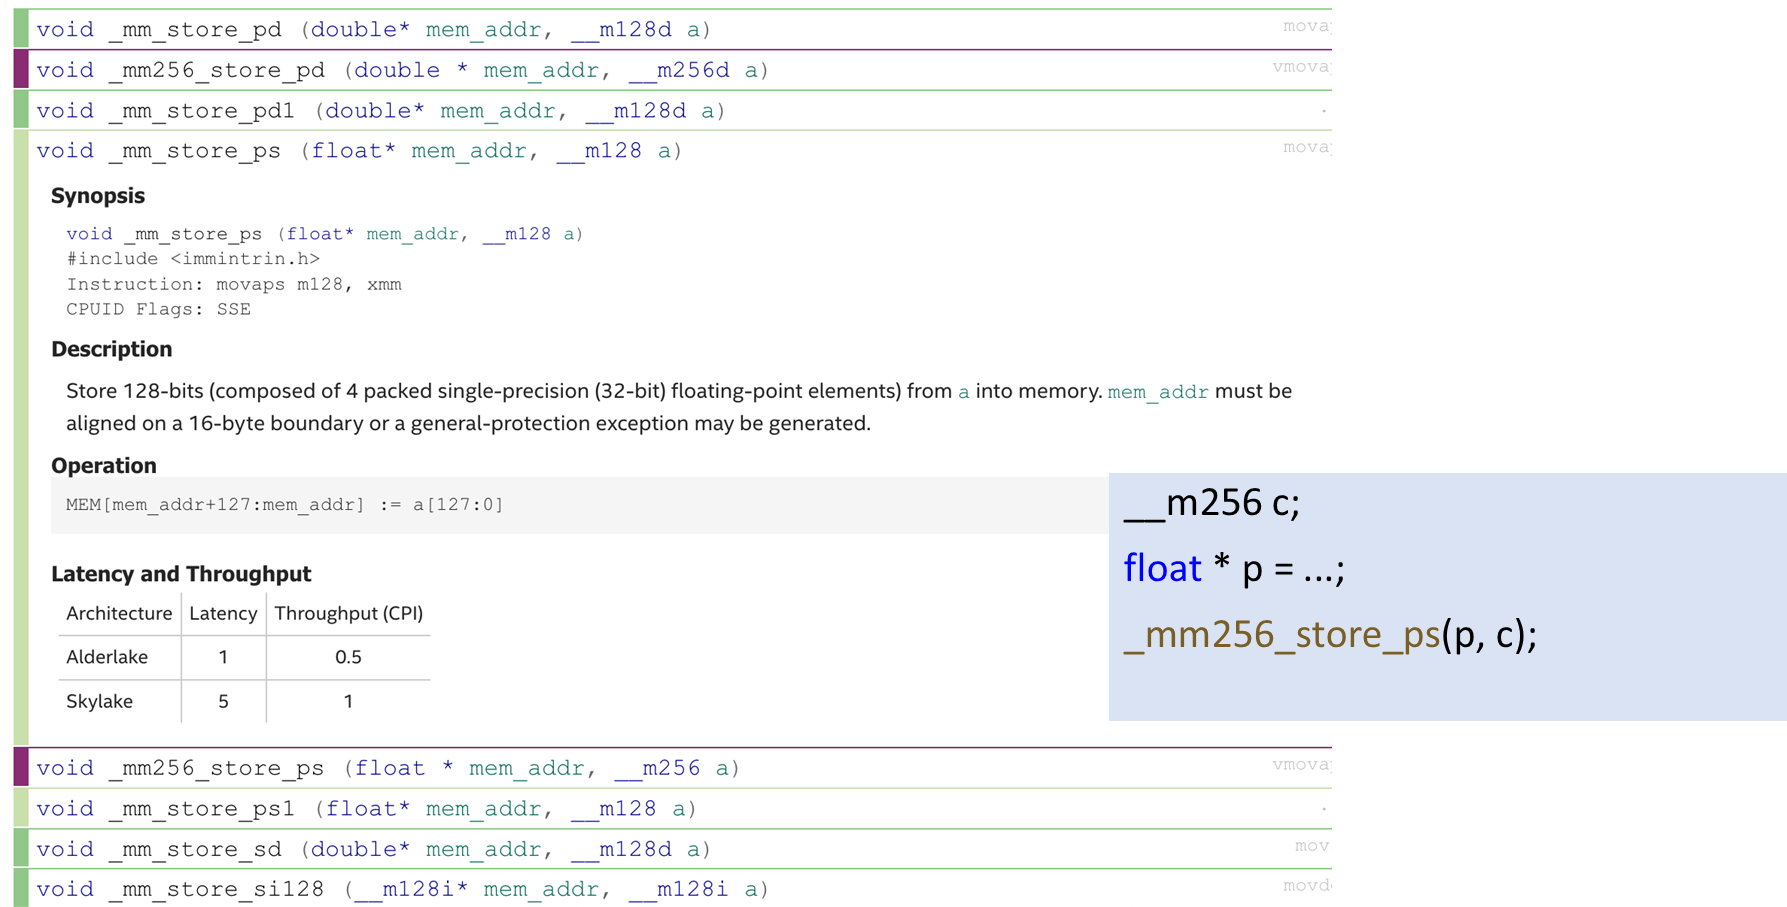 void _mm_store_pd (double* mem_addr, __m128d a)
void _mm256_store_pd (double * mem_addr, __m256d a)
void _mm_store_pd1 (double* mem_addr, __m128d a)
void _mm_store_ps (float* mem_addr, __m128 a)
Synopsis
void _mm_store_ps (float* mem_addr, __m128 a)
#include <immintrin.h>
Instruction: movaps m128, xmm
CPUID Flags: SSE
Description
Store 128-bits (composed of 4 packed single-precision (32-bit) floating-point elements) from a into memory. mem_addr must be
aligned on a 16-byte boundary or a general-protection exception may be generated.
Operation
MEM[mem_addr+127:mem_addr] := a[127:0]
Latency and Throughput
Architecture Latency Throughput (CPI)
Alderlake 1 0.5
Skylake 5 1
__m256 c;
float * p = ...;
_mm256_store_ps(p, c);
void _mm256_store_ps (float * mem_addr, __m256 a)
void _mm_store_ps1 (float* mem_addr, __m128 a)
void _mm_store_sd (double* mem_addr, __m128d a) mov
void _mm_store_si128 (__m128i* mem_addr, __m128i a)